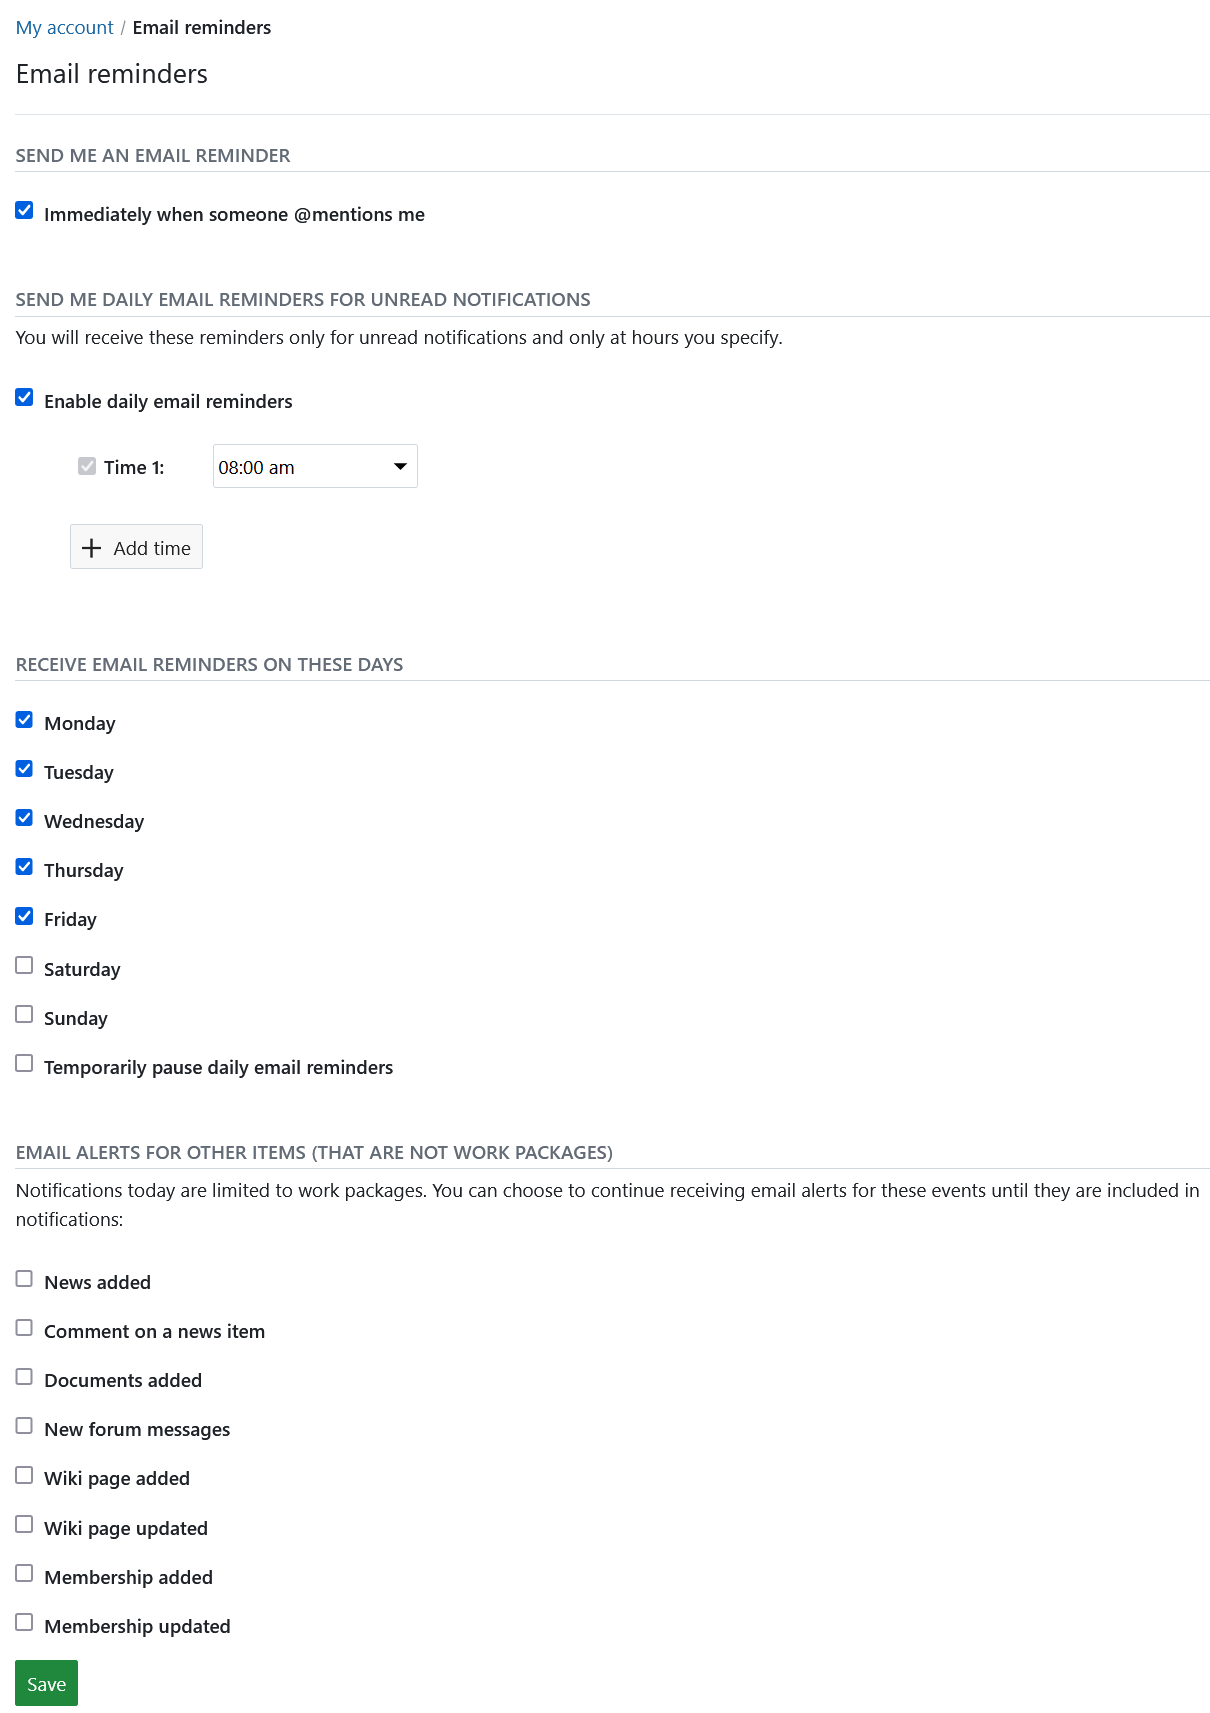 My account / Email reminders
Email reminders
SEND ME AN EMAIL REMINDER
Immediately when someone @mentions me
SEND ME DAILY EMAIL REMINDERS FOR UNREAD NOTIFICATIONS
You will receive these reminders only for unread notifications and only at hours you specify.
Enable daily email reminders
Time 1: 08:00 am
Add time
RECEIVE EMAIL REMINDERS ON THESE DAYS
Monday
Tuesday
Wednesday
Thursday
Friday
Saturday
Sunday
Temporarily pause daily email reminders
EMAIL ALERTS FOR OTHER ITEMS (THAT ARE NOT WORK PACKAGES)
Notifications today are limited to work packages. You can choose to continue receiving email alerts for these events until they are included in
notifications:
News added
Comment on a news item
Documents added
New forum messages
Wiki page added
Wiki page updated
Membership added
Membership updated
Save